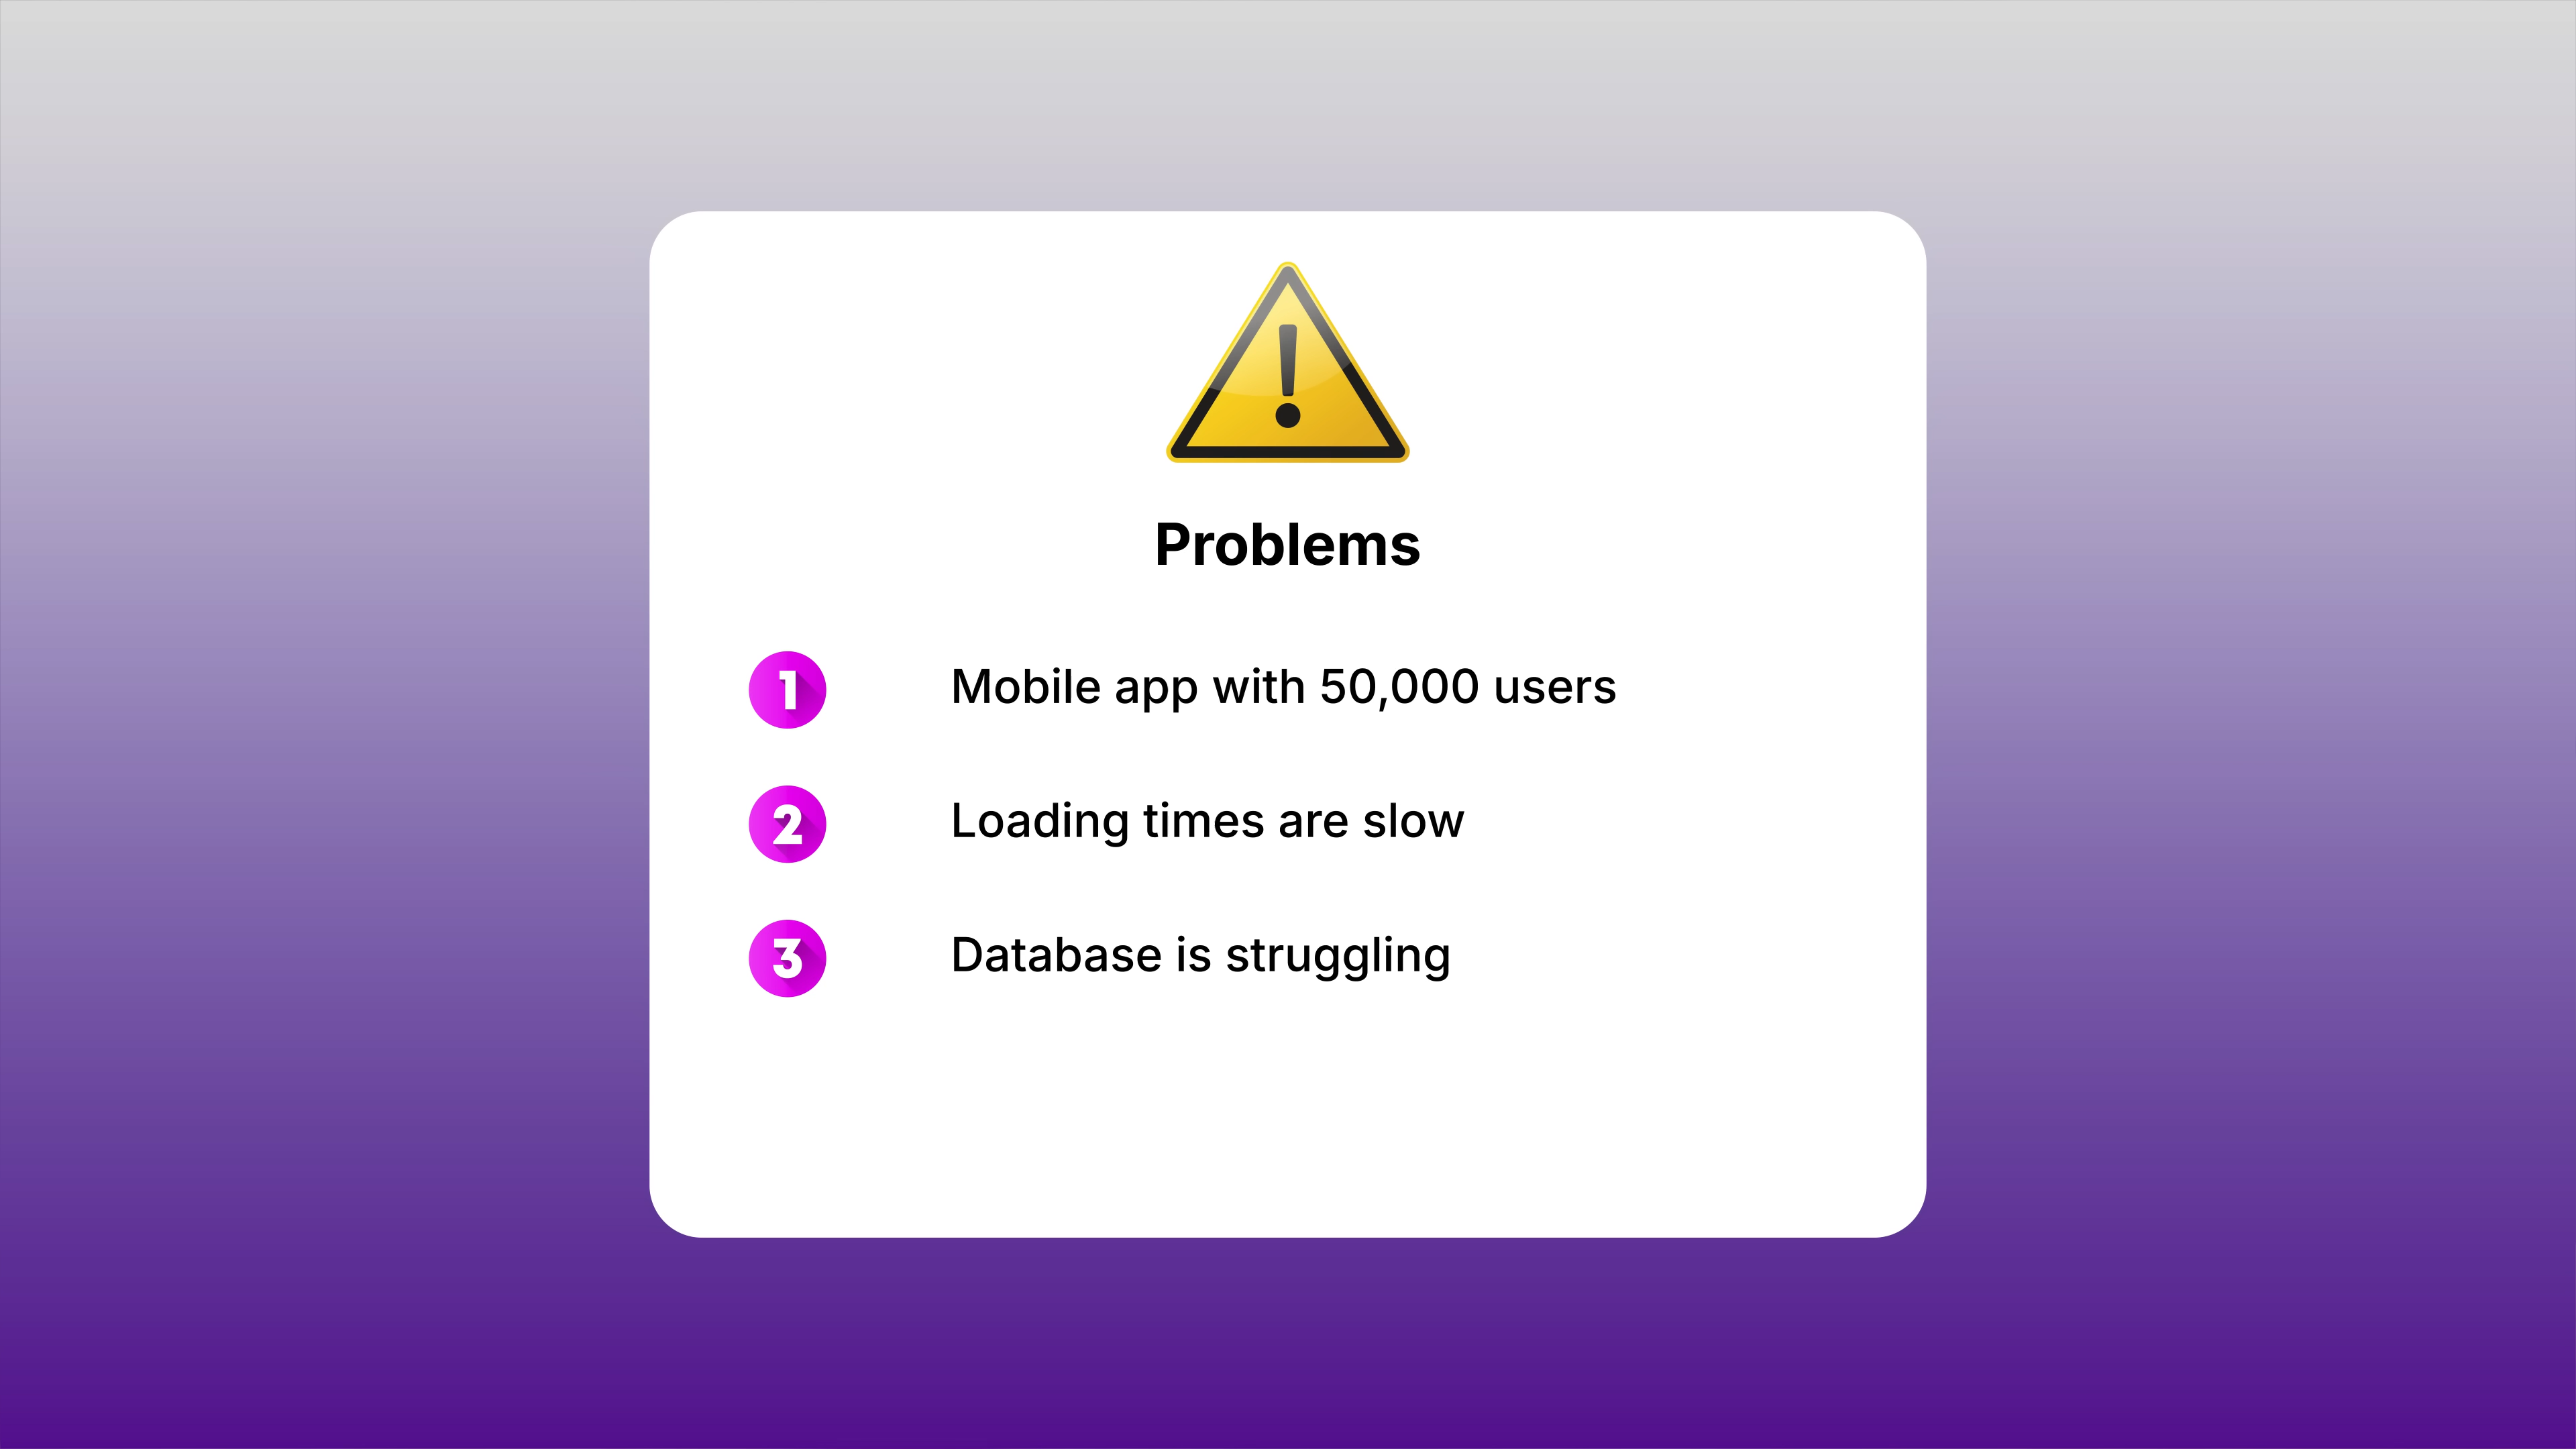 !
Problems
1 Mobile app with 50,000 users
2 Loading times are slow
3 Database is struggling